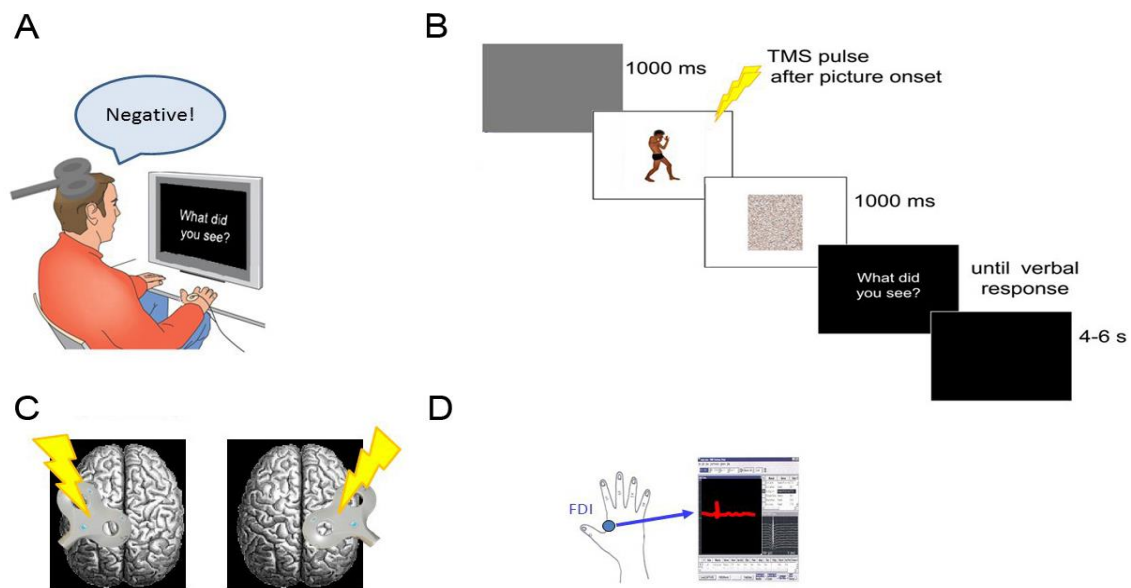 A
Negative!
What did
you see?
B
1000 ms
TMS pulse
after picture onset
1000 ms
What did
you see?
until verbal
response
4-6 s
C
D
FDI